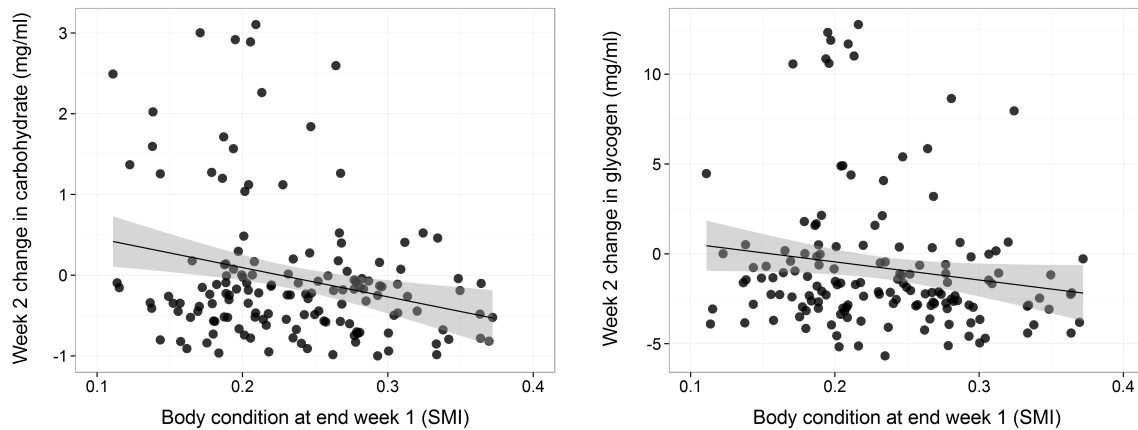 Week 2 change in carbohydrate (mg/ml)
3
2
1
0
-1
0.1 0.2 0.3 0.4
Body condition at end week 1 (SMI)
Week 2 change in glycogen (mg/ml)
10
5
0
-5
0.1 0.2 0.3 0.4
Body condition at end week 1 (SMI)